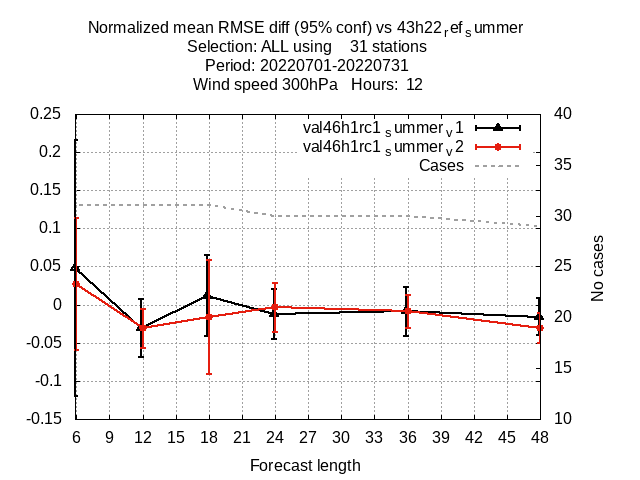 Normalized mean RMSE diff (95% conf) vs 43h22refsummer
Selection: ALL using 31 stations
Period: 20220701-20220731
Wind speed 300hPa Hours: 12
val46h1rc1summerv1
val46h1rc1summerv2
Cases
0.25
0.2
0.15
0.1
0.05
0
-0.05
-0.1
-0.15
40
35
30
25
20
15
10
No cases
6 9 12 15 18 21 24 27 30 33 36 39 42 45 48
Forecast length